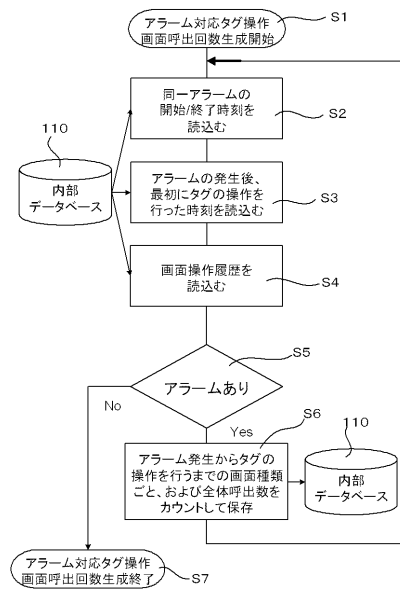 アラーム対応タグ操作
画面呼出回数生成開始
S1
同一アラームの
開始/終了時刻を
読込む
S2
110
内部
データベース
アラームの発生後、
最初にタグの操作を
行った時刻を読込む
S3
画面操作履歴を
読込む
S4
S5
アラームあり
No
Yes
S6
アラーム発生からタグの
操作を行うまでの画面種類
ごと、および全体呼出数を
カウントして保存
110
内部
データベース
アラーム対応タグ操作
画面呼出回数生成終了
S7